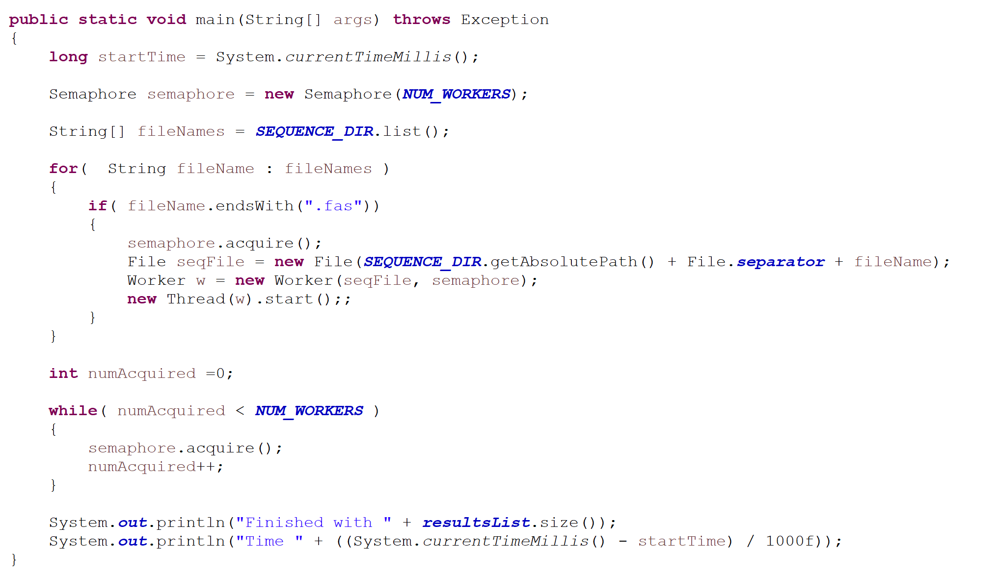 public static void main(String[] args) throws Exception
{
    long startTime = System.currentTimeMillis();
    Semaphore semaphore = new Semaphore(NUM_WORKERS);
    String[] fileNames = SEQUENCE_DIR.list();
    for(  String fileName : fileNames )
    {
        if( fileName.endsWith(".fas"))
        {
            semaphore.acquire();
            File seqFile = new File(SEQUENCE_DIR.getAbsolutePath() + File.separator + fileName);
            Worker w = new Worker(seqFile, semaphore);
            new Thread(w).start();;
        }
    }
    int numAcquired =0;
    while( numAcquired < NUM_WORKERS )
    {
        semaphore.acquire();
        numAcquired++;
    }
    System.out.println("Finished with " + resultsList.size());
    System.out.println("Time " + ((System.currentTimeMillis() - startTime) / 1000f));
}